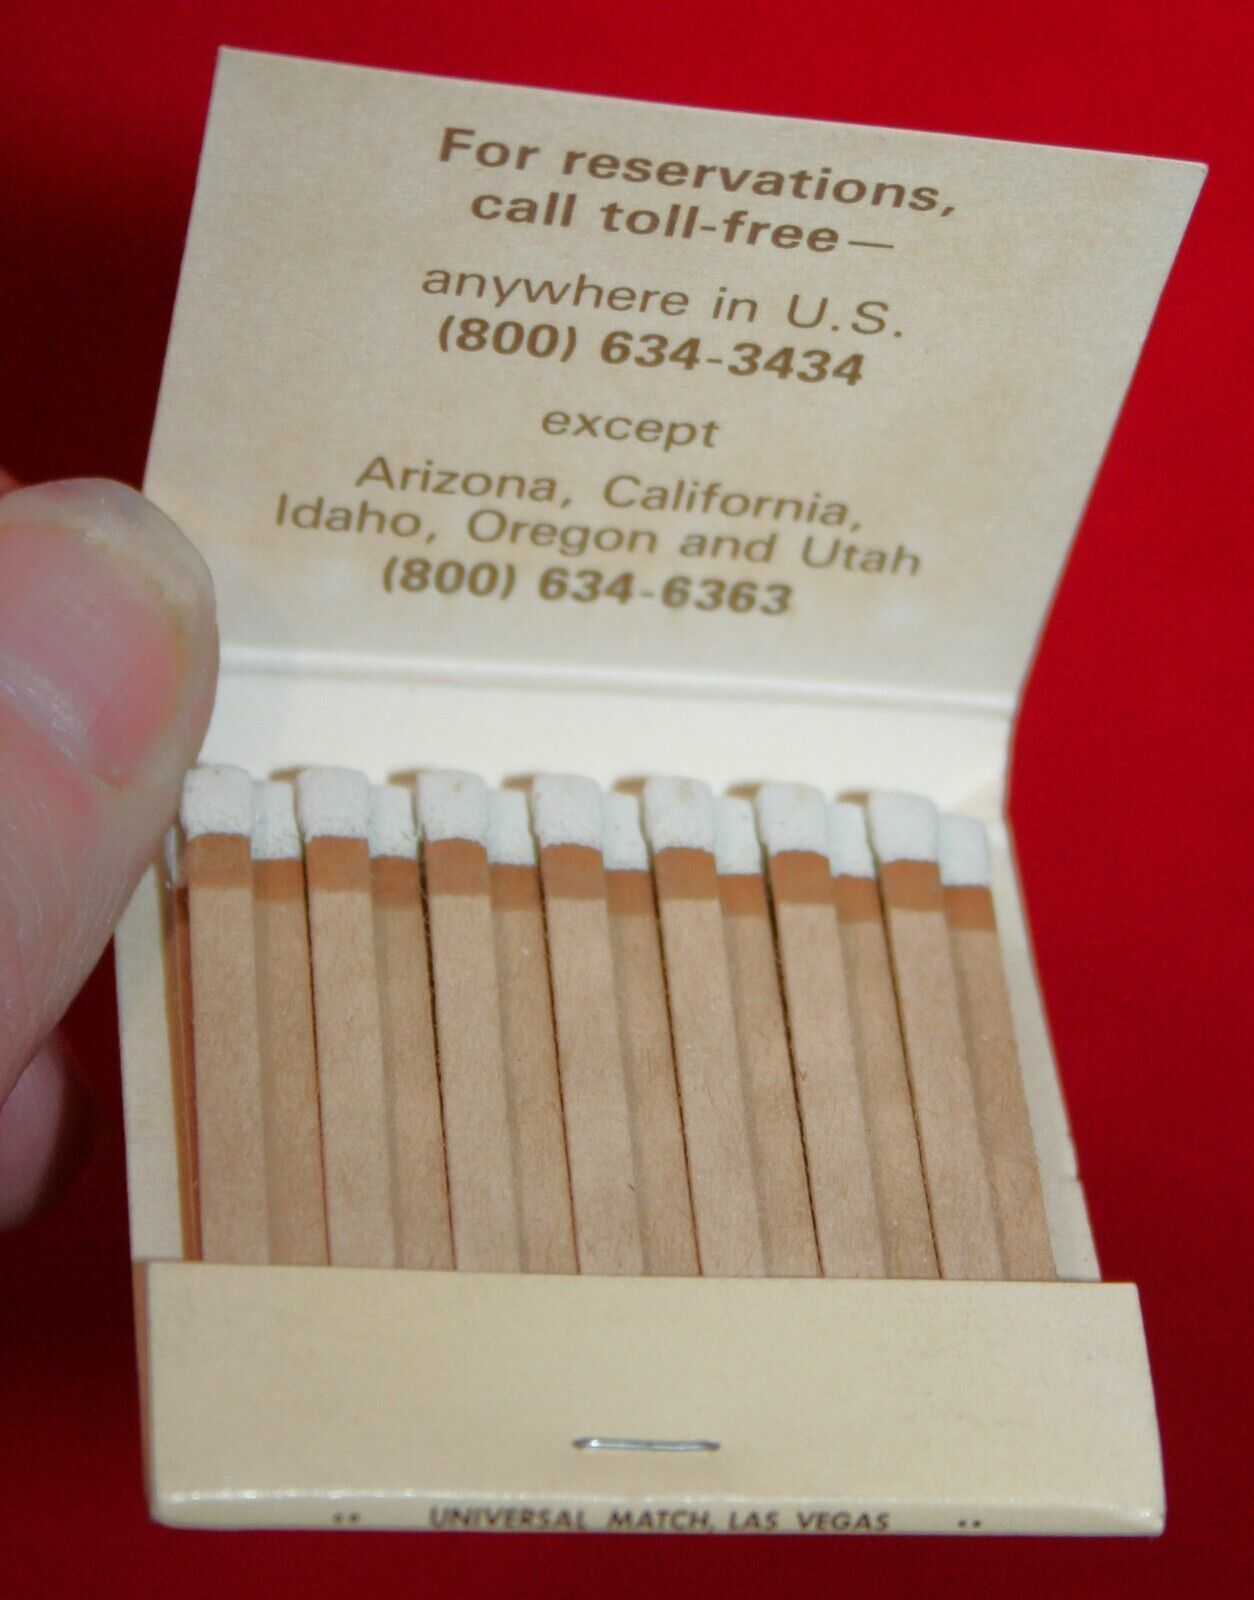 For reservations,
call toll-free—
anywhere in U.S.
(800) 634-3434
except
Arizona, California,
Idaho, Oregon and Utah
(800) 634-6363
UNIVERSAL MATCH, LAS VEGAS